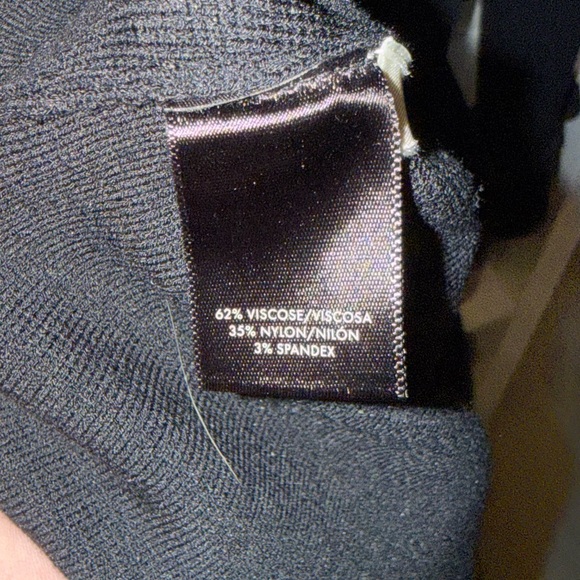 62% VISCOSE/VISCOSA
35% NYLON/NILÓN
3% SPANDEX